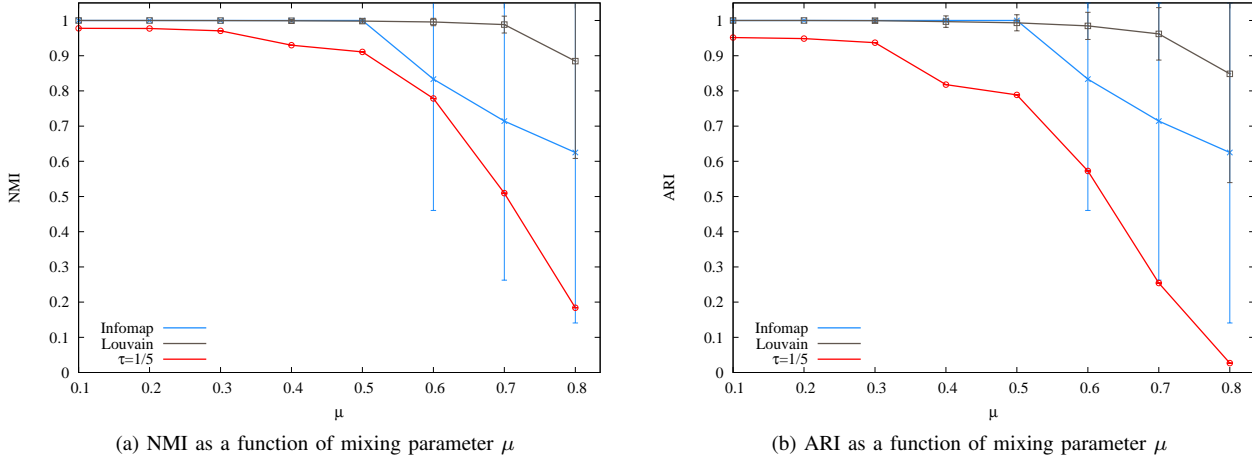 1
0.9
0.8
0.7
0.6
0.5
0.4
0.3
0.2
0.1
0
NMI
Infomap
Louvain
τ=1/5
0.1 0.2 0.3 0.4 0.5 0.6 0.7 0.8
μ
(a) NMI as a function of mixing parameter μ
1
0.9
0.8
0.7
0.6
0.5
0.4
0.3
0.2
0.1
0
ARI
Infomap
Louvain
τ=1/5
0.1 0.2 0.3 0.4 0.5 0.6 0.7 0.8
μ
(b) ARI as a function of mixing parameter μ